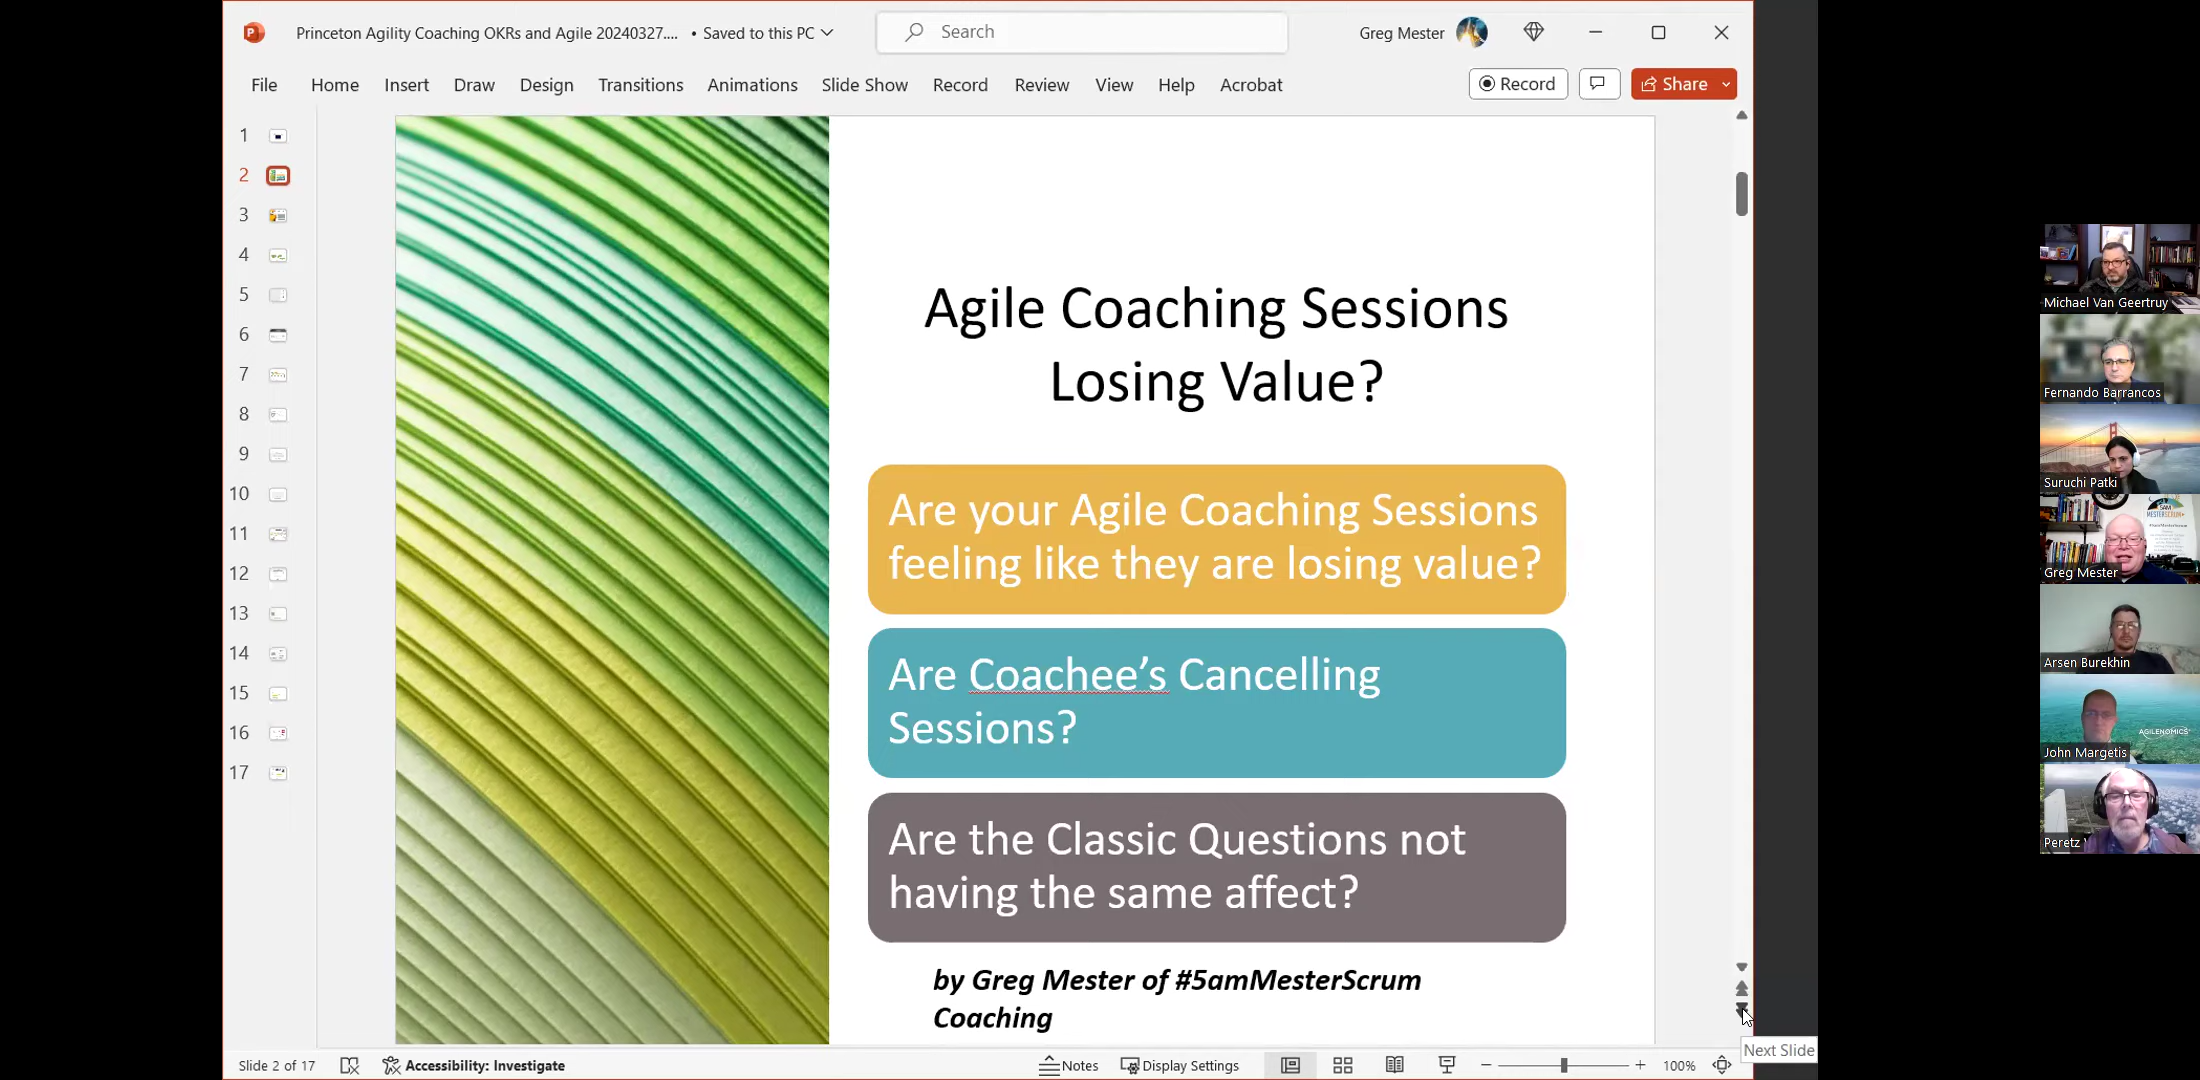 Princeton Agility Coaching OKRs and Agile 20240327.... • Saved to this PC
Search
Greg Mester
File Home Insert Draw Design Transitions Animations Slide Show Record Review View Help Acrobat
Record
Share
1
2
3
4
5
6
7
8
9
10
11
12
13
14
15
16
17
Agile Coaching Sessions
Losing Value?
Are your Agile Coaching Sessions
feeling like they are losing value?
Are Coachee’s Cancelling
Sessions?
Are the Classic Questions not
having the same affect?
by Greg Mester of #5amMesterScrum
Coaching
Slide 2 of 17
Accessibility: Investigate
Notes
Display Settings
100%
Next Slide
Michael Van Geertruy
Fernando Barrancos
Suruchi Patki
5AM
MESTERSCRUM
Greg Mester
Arsen Burekhin
AGILENOMICS
John Margetis
Peretz